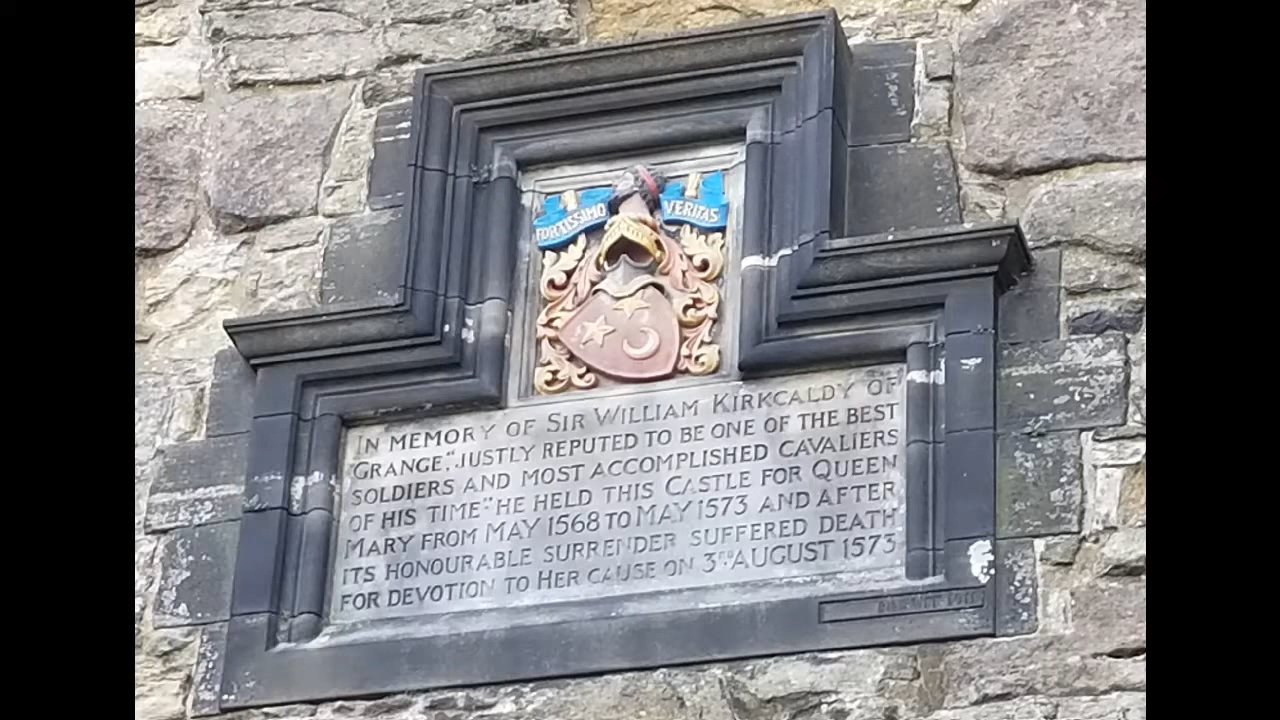 FORTISSIMO VERITAS
IN MEMORY OF SIR WILLIAM KIRKCALDY OF
GRANGE, "JUSTLY REPUTED TO BE ONE OF THE BEST
SOLDIERS AND MOST ACCOMPLISHED CAVALIERS
OF HIS TIME" HE HELD THIS CASTLE FOR QUEEN
MARY FROM MAY 1568 TO MAY 1573 AND AFTER
ITS HONOURABLE SURRENDER SUFFERED DEATH
FOR DEVOTION TO HER CAUSE ON 3RD AUGUST 1573